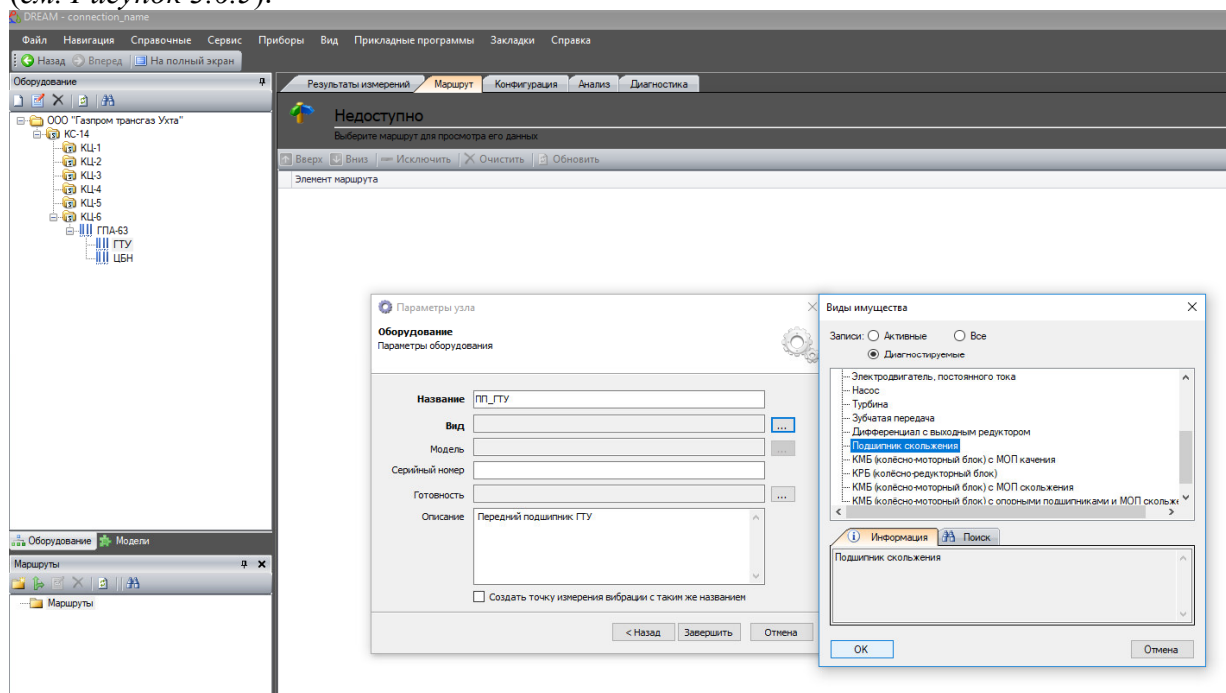 (см. Рисунок 3.6.3).
DREAM - connection_name
Файл Навигация Справочные Сервис Приборы Вид Прикладные программы Закладки Справка
Назад Вперед На полный экран
Оборудование
ООО "Газпром трансгаз Ухта"
КС-14
КЦ-1
КЦ-2
КЦ-3
КЦ-4
КЦ-5
КЦ-6
ГПА-63
ГТУ
ЦБН
Оборудование Модели
Маршруты
Маршруты
Результаты измерений Маршрут Конфигурация Анализ Диагностика
Недоступно
Выберите маршрут для просмотра его данных
Вверх Вниз Исключить Очистить Обновить
Элемент маршрута
Параметры узла
Оборудование
Параметры оборудования
Название ПП_ГТУ
Вид ...
Модель ...
Серийный номер
Готовность ...
Описание Передний подшипник ГТУ
Создать точку измерения вибрации с таким же названием
< Назад Завершить Отмена
Виды имущества
Записи: Активные Все
Диагностируемые
Электродвигатель, постоянного тока
Насос
Турбина
Зубчатая передача
Дифференциал с выходным редуктором
Подшипник скольжения
КМБ (колёсно-моторный блок) с МОП качения
КРБ (колёсно-редукторный блок)
КМБ (колёсно-моторный блок) с МОП скольжения
КМБ (колёсно-моторный блок) с опорными подшипниками и МОП скольже
Информация Поиск
Подшипник скольжения
OK Отмена